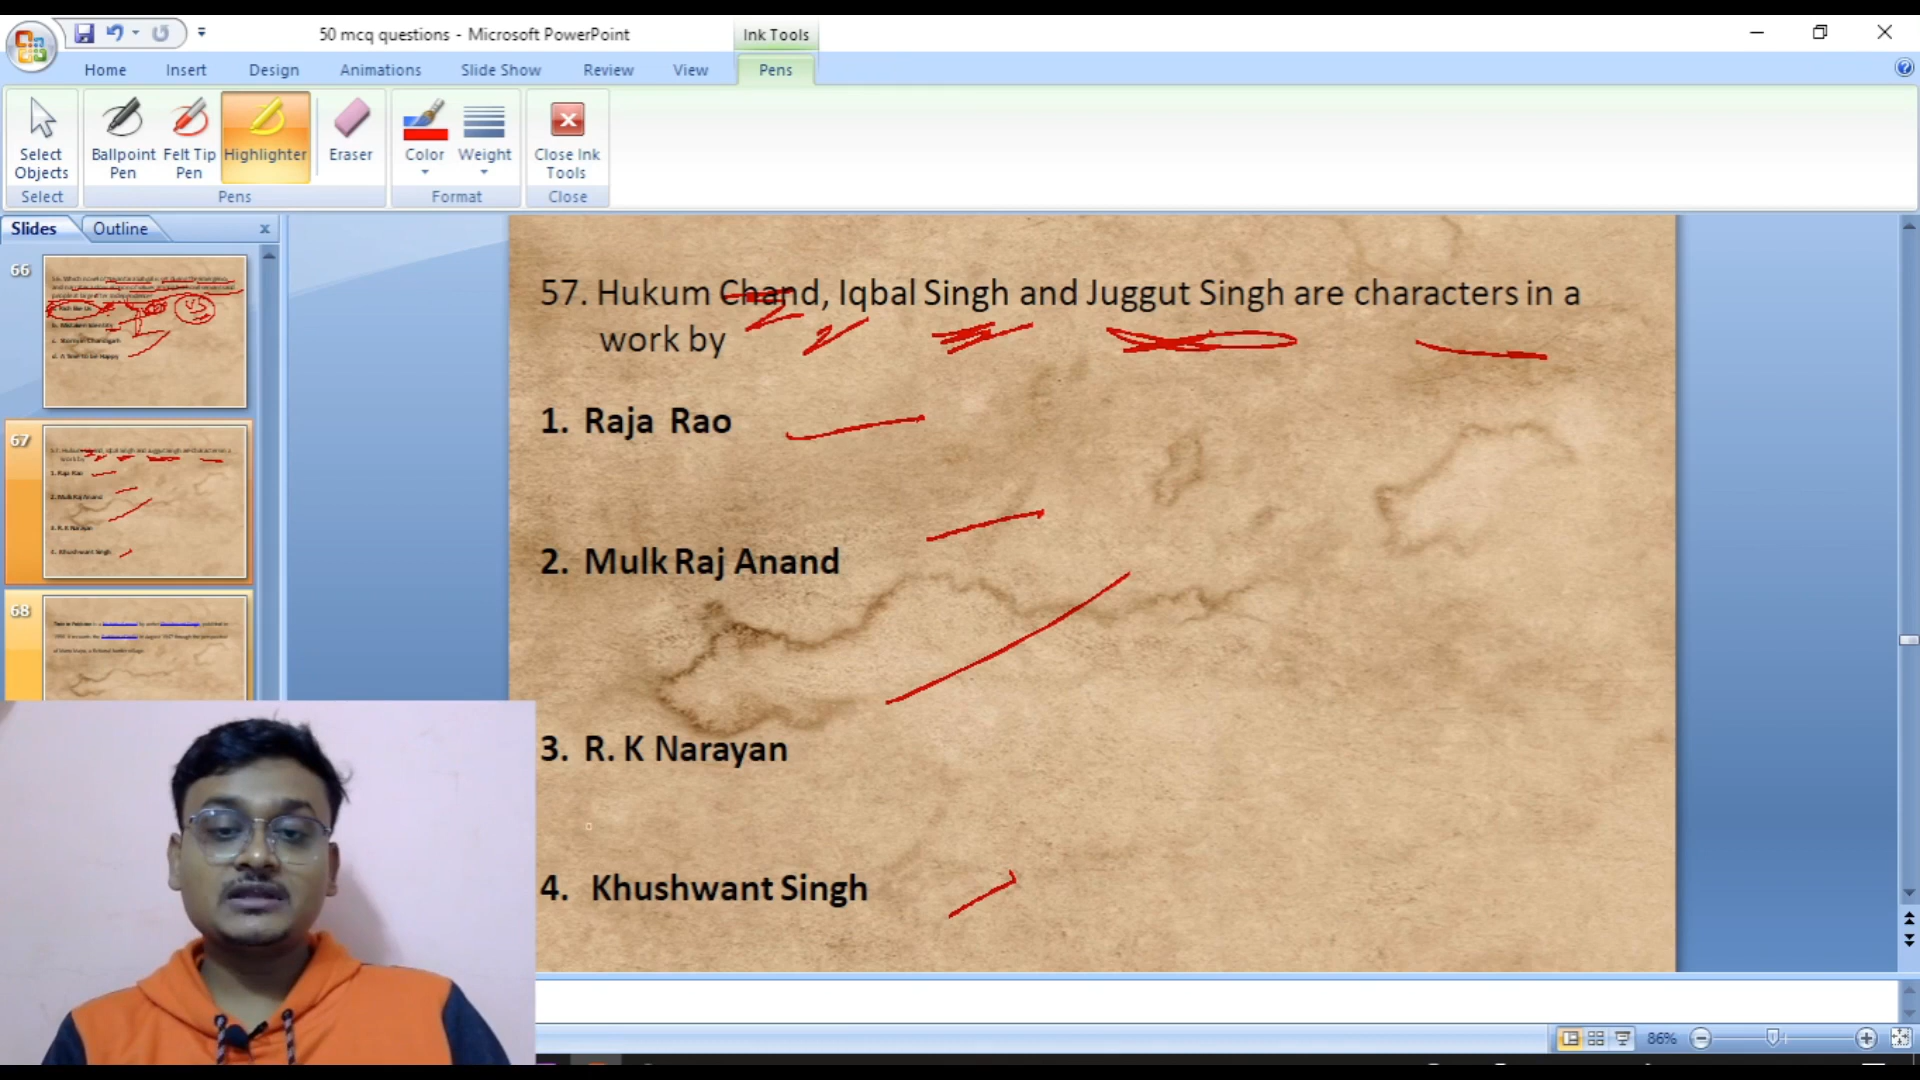 50 mcq questions - Microsoft PowerPoint
Ink Tools
Home Insert Design Animations Slide Show Review View Pens
Select Objects
Ballpoint Pen
Felt Tip Pen
Highlighter
Eraser
Color
Weight
Close Ink Tools
Select
Pens
Format
Close
Slides
Outline
66
67
68
57. Hukum Chand, Iqbal Singh and Juggut Singh are characters in a
work by
1. Raja Rao
2. Mulk Raj Anand
3. R. K Narayan
4. Khushwant Singh
86%